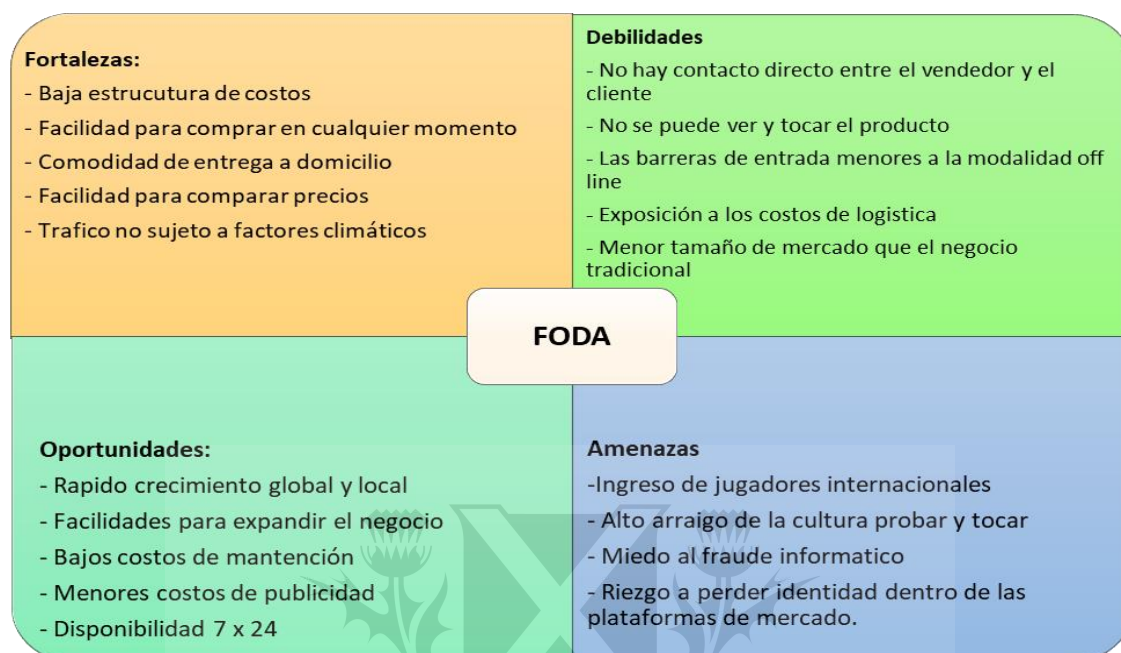 Fortalezas:
- Baja estrucutura de costos
- Facilidad para comprar en cualquier momento
- Comodidad de entrega a domicilio
- Facilidad para comparar precios
- Trafico no sujeto a factores climáticos
Debilidades
- No hay contacto directo entre el vendedor y el
cliente
- No se puede ver y tocar el producto
- Las barreras de entrada menores a la modalidad off
line
- Exposición a los costos de logistica
- Menor tamaño de mercado que el negocio
tradicional
FODA
Oportunidades:
- Rapido crecimiento global y local
- Facilidades para expandir el negocio
- Bajos costos de mantención
- Menores costos de publicidad
- Disponibilidad 7 x 24
Amenazas
-Ingreso de jugadores internacionales
- Alto arraigo de la cultura probar y tocar
- Miedo al fraude informatico
- Riezgo a perder identidad dentro de las
plataformas de mercado.